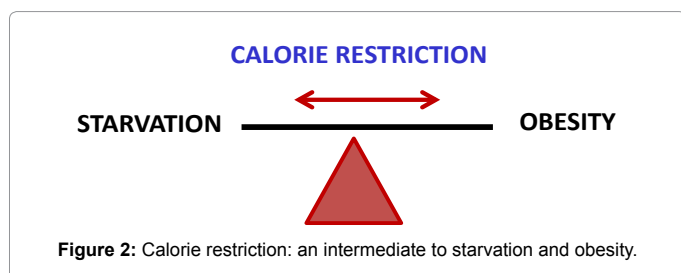 CALORIE RESTRICTION
STARVATION OBESITY
Figure 2: Calorie restriction: an intermediate to starvation and obesity.